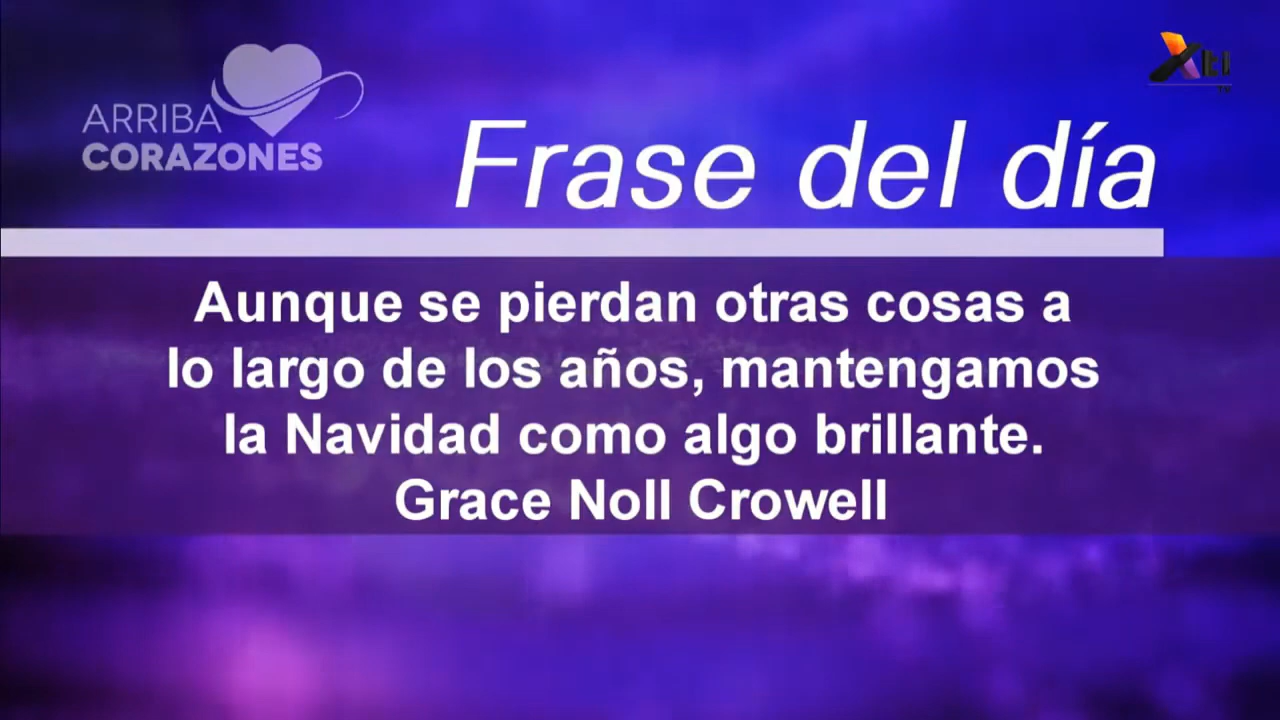 ARRIBA
CORAZONES
Frase del día
Aunque se pierdan otras cosas a
lo largo de los años, mantengamos
la Navidad como algo brillante.
Grace Noll Crowell